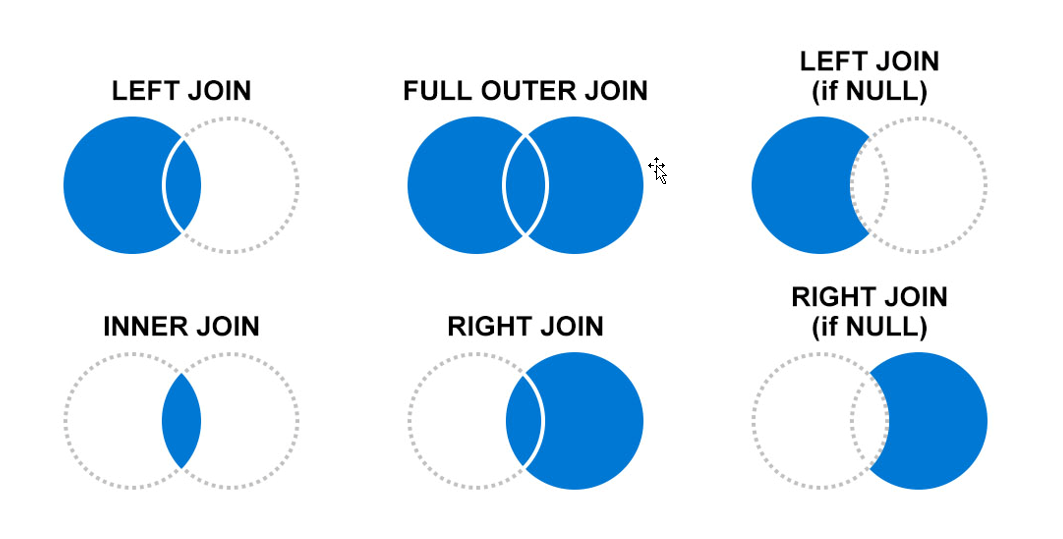 LEFT JOIN
FULL OUTER JOIN
LEFT JOIN
(if NULL)
INNER JOIN
RIGHT JOIN
RIGHT JOIN
(if NULL)